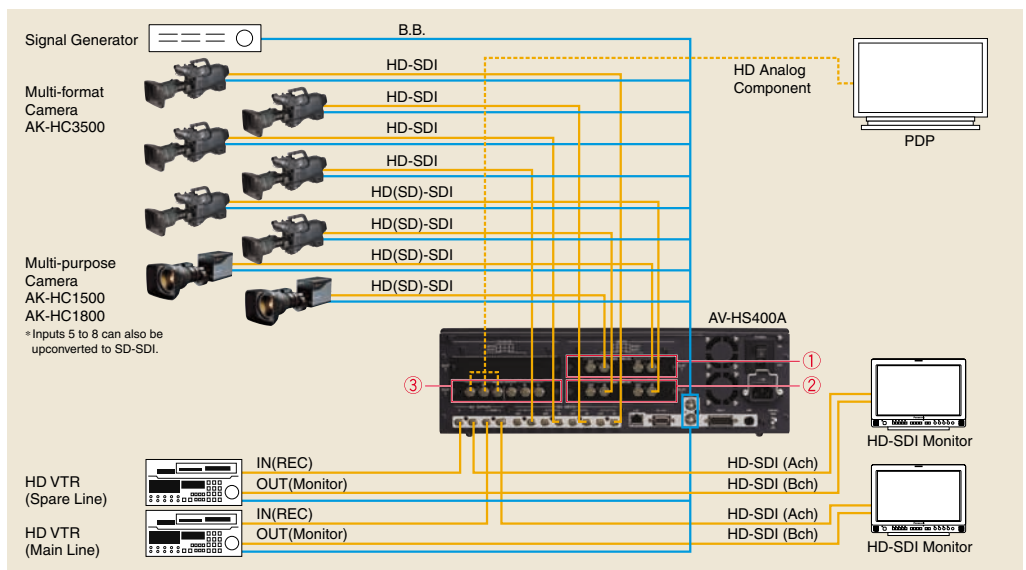 Signal Generator
B.B.
HD-SDI
Multi-format
Camera
AK-HC3500
HD-SDI
HD-SDI
HD-SDI
HD(SD)-SDI
HD(SD)-SDI
HD(SD)-SDI
HD(SD)-SDI
HD Analog
Component
PDP
Multi-purpose
Camera
AK-HC1500
AK-HC1800
*Inputs 5 to 8 can also be
upconverted to SD-SDI.
AV-HS400A
①
②
③
HD-SDI Monitor
HD VTR
(Spare Line)
IN(REC)
OUT(Monitor)
HD-SDI (Ach)
HD-SDI (Bch)
HD VTR
(Main Line)
IN(REC)
OUT(Monitor)
HD-SDI (Ach)
HD-SDI (Bch)
HD-SDI Monitor